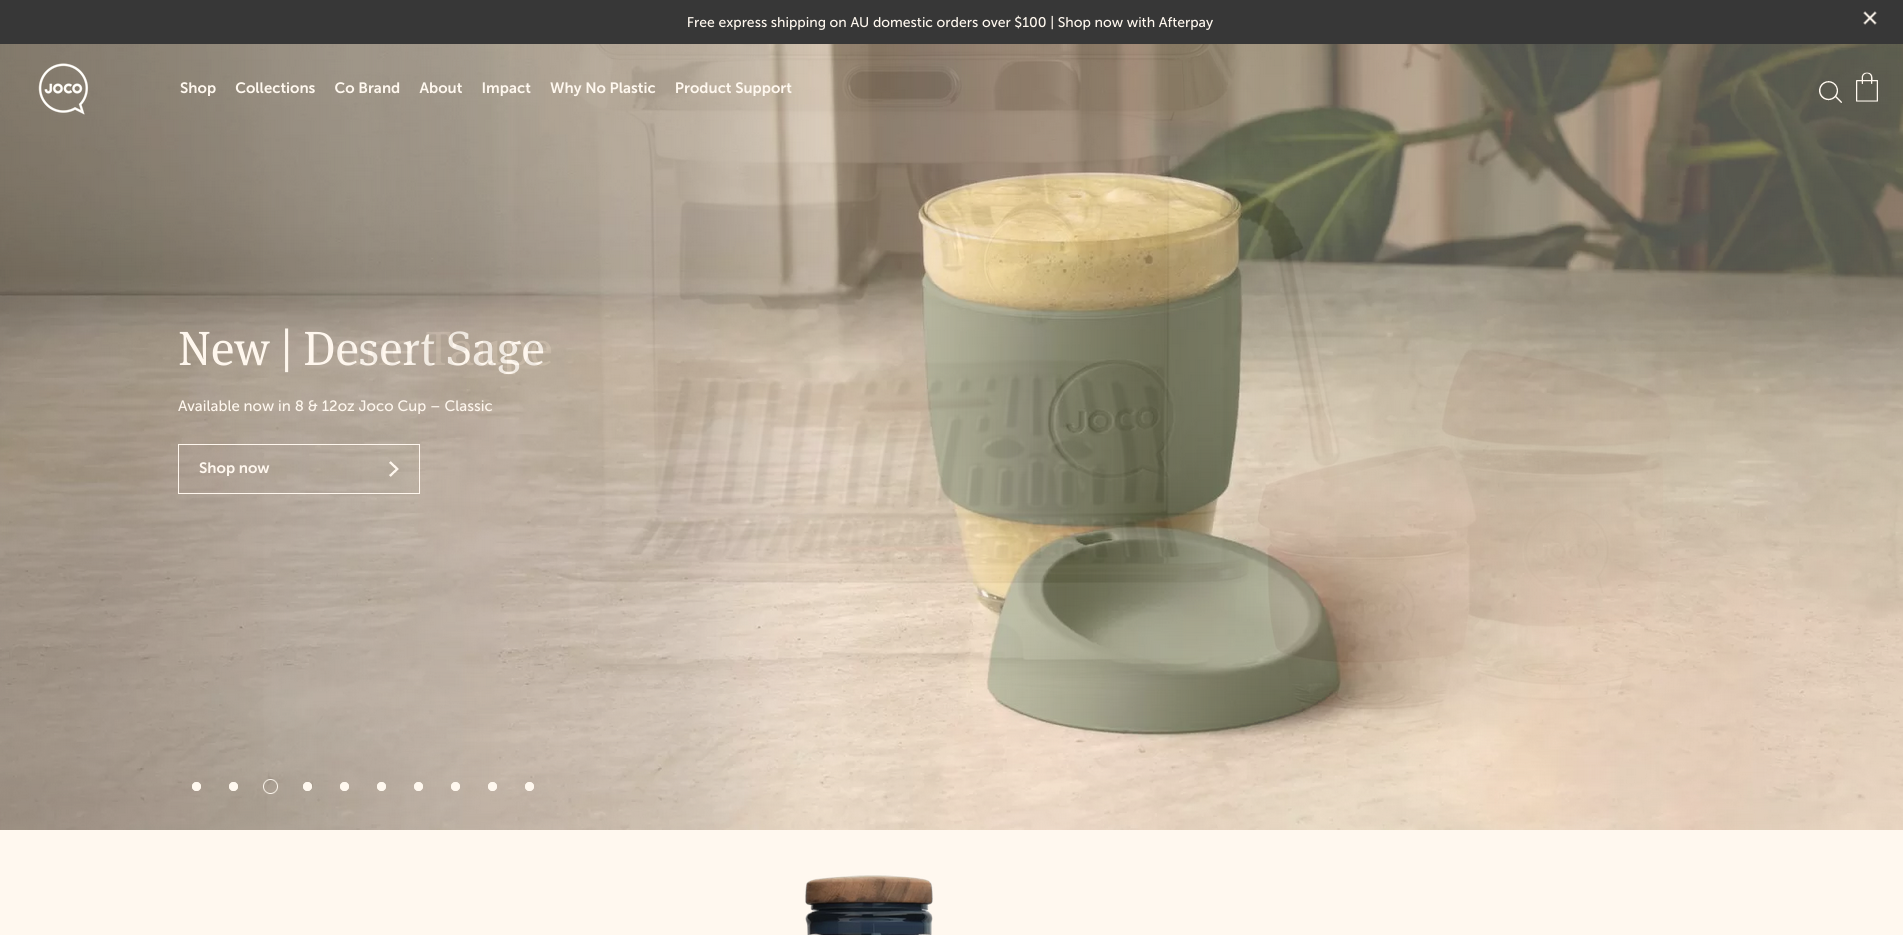 Free express shipping on AU domestic orders over $100 | Shop now with Afterpay
JOCO
Shop Collections Co Brand About Impact Why No Plastic Product Support
New | Desert Sage
Available now in 8 & 12oz Joco Cup – Classic
Shop now
JOCO